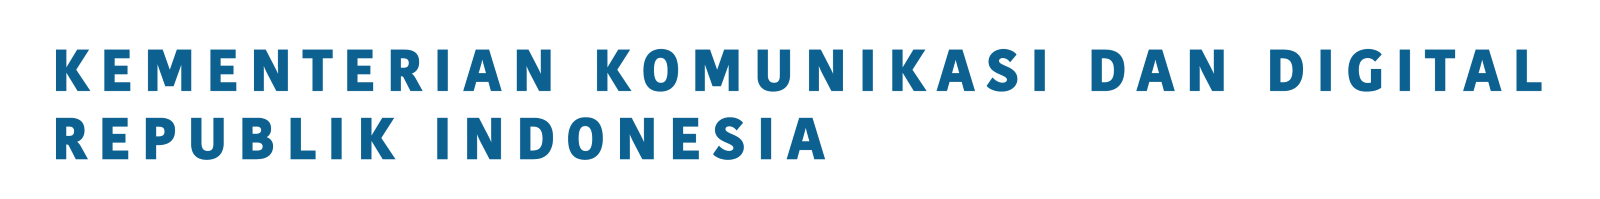 KEMENTERIAN KOMUNIKASI DAN DIGITAL
REPUBLIK INDONESIA